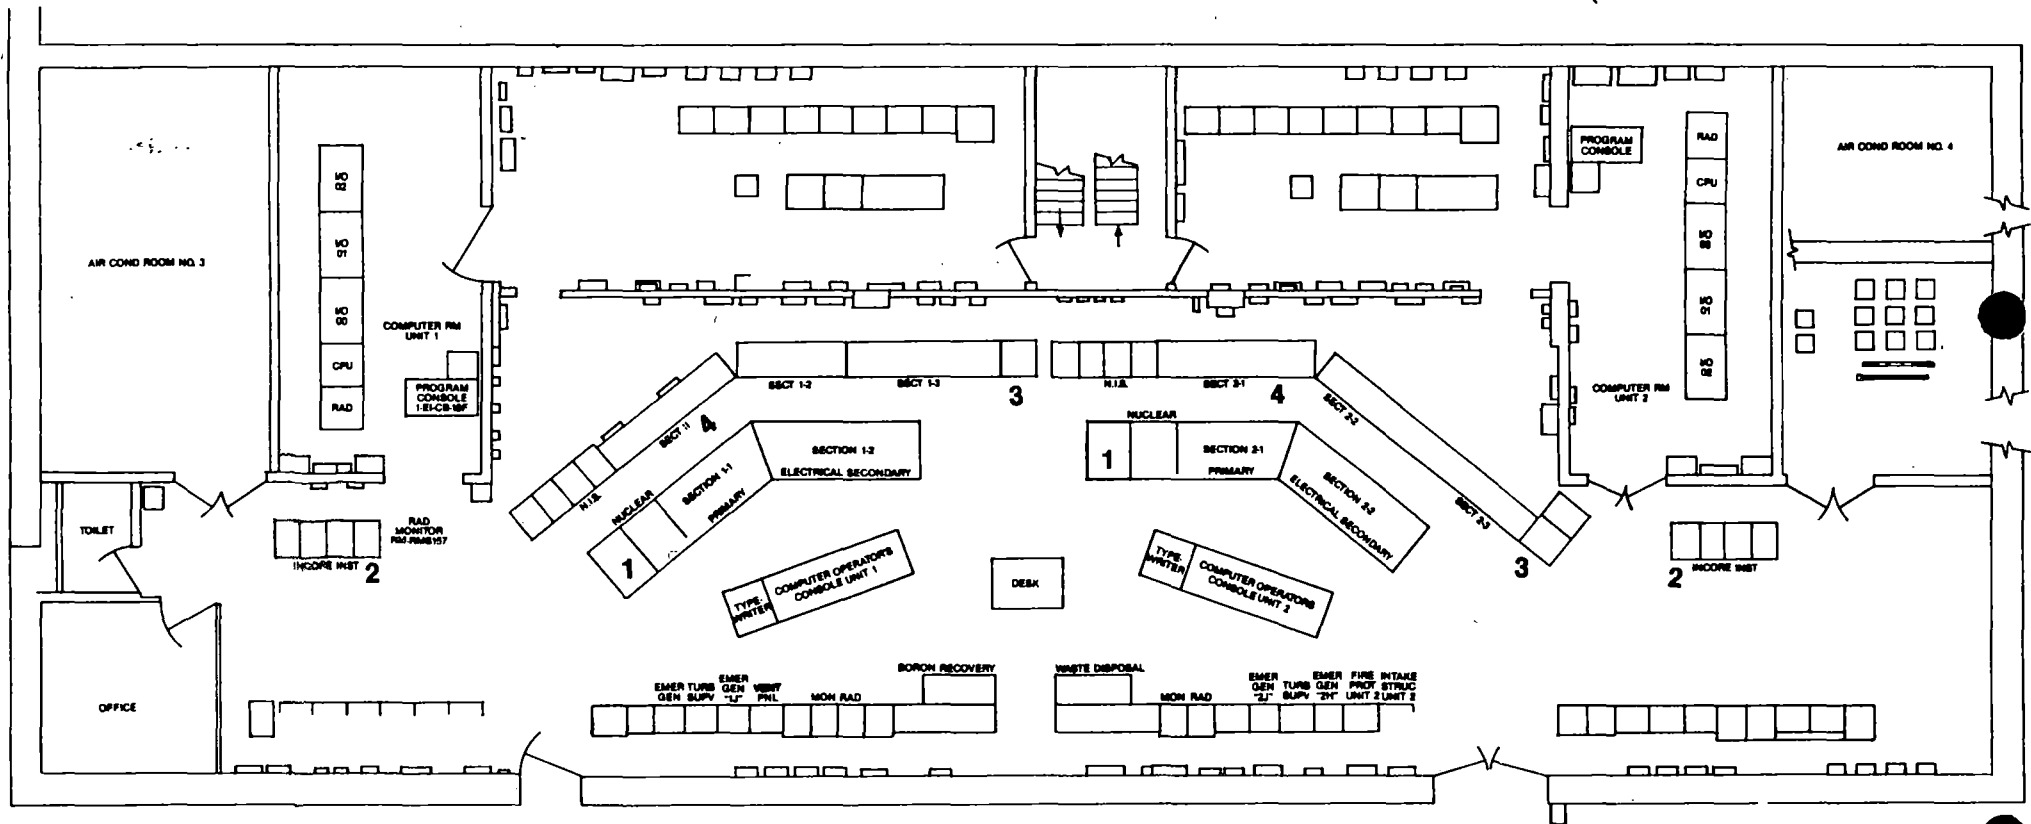 AIR COND ROOM NO. 3
I/O
02
I/O
01
I/O
00
CPU
RAD
COMPUTER RM
UNIT 1
PROGRAM
CONSOLE
1-EI-CB-18F
PROGRAM
CONSOLE
RAD
CPU
I/O
I/O
01
I/O
02
COMPUTER RM
UNIT 2
AIR COND ROOM NO. 4
SECT 1-2
SECT 1-3
3
N.I.S.
SECT 2-1
4
SECT 2-2
SECT 2-3
3
N.I.S.
4
NUCLEAR
SECTION 1-1
PRIMARY
1
SECTION 1-2
ELECTRICAL SECONDARY
NUCLEAR
1
SECTION 2-1
PRIMARY
SECTION 2-2
ELECTRICAL SECONDARY
TOILET
RAD
MONITOR
INCORE INST
2
TYPE-
WRITER
COMPUTER OPERATOR'S
CONSOLE UNIT 1
DESK
TYPE-
WRITER
COMPUTER OPERATORS
CONSOLE UNIT 2
2
INCORE INST
OFFICE
EMER
GEN
TURB
SUPV
EMER
GEN
"1J"
VENT
PNL
MON RAD
BORON RECOVERY
WASTE DISPOSAL
MON RAD
EMER
GEN
"2J"
TURB
SUPV
EMER
GEN
"2H"
FIRE
PROT
UNIT 2
INTAKE
STRUC
UNIT 2